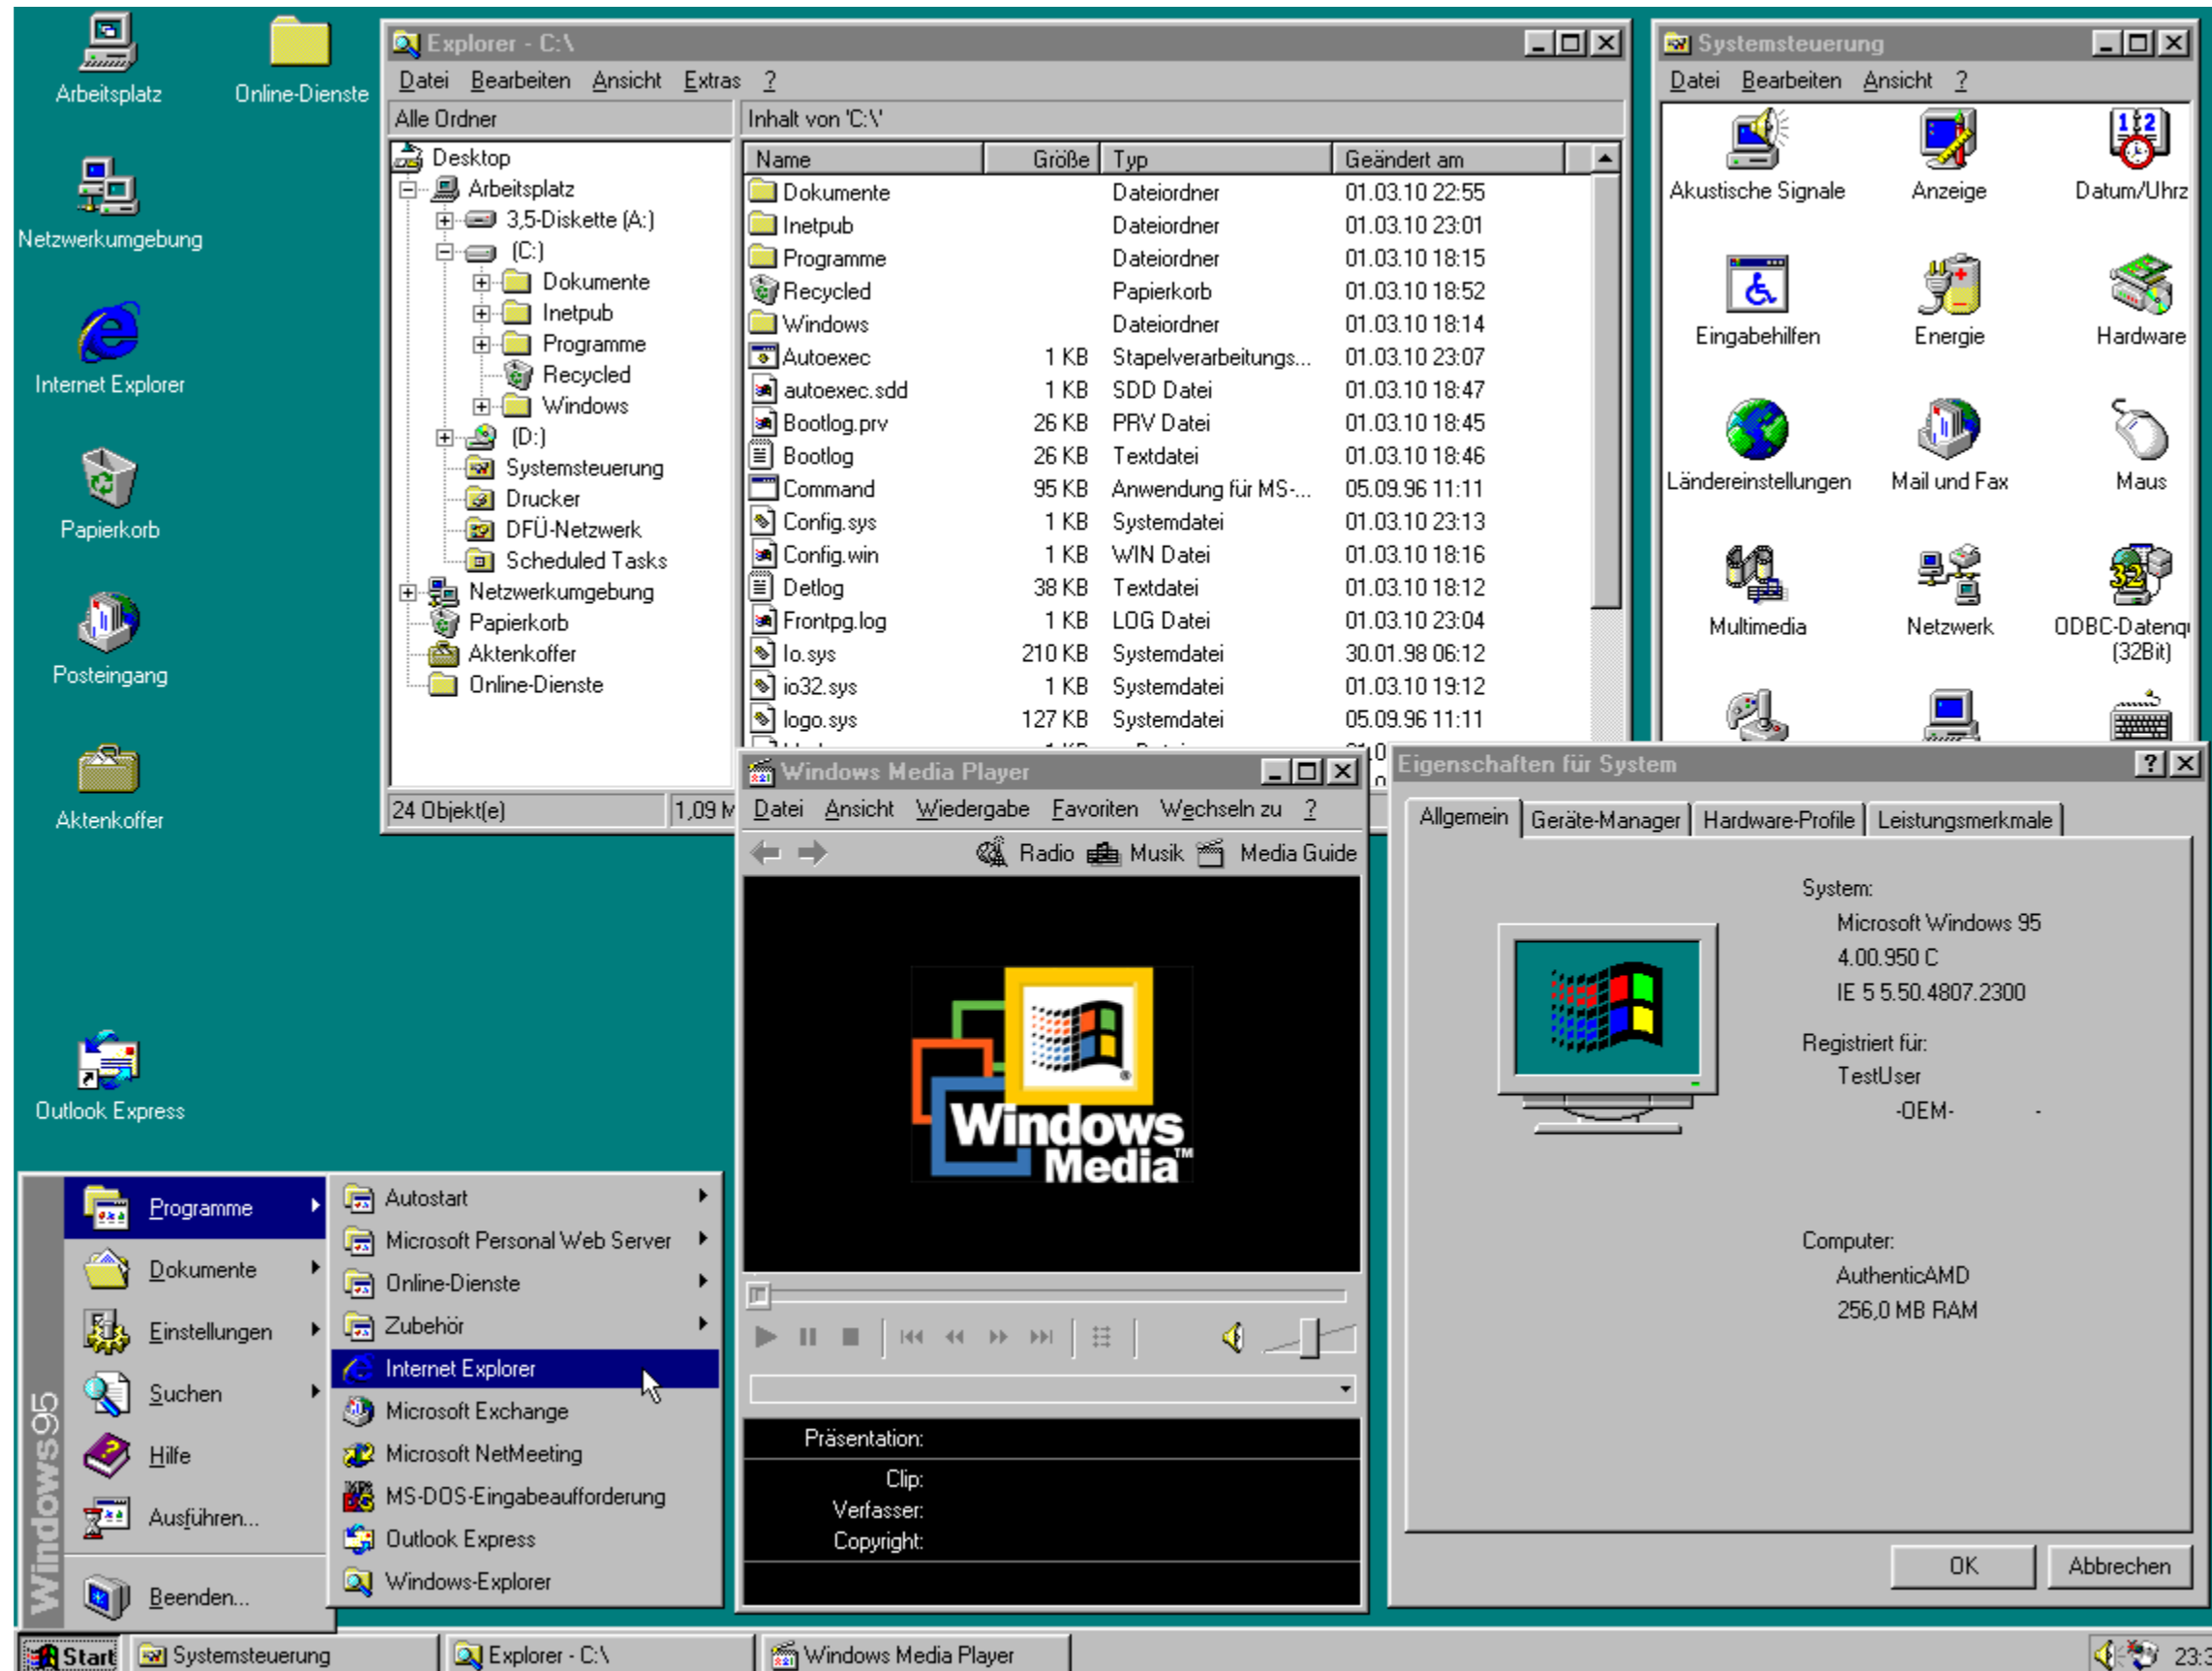 Arbeitsplatz
Online-Dienste
Netzwerkumgebung
Internet Explorer
Papierkorb
Posteingang
Aktenkoffer
Outlook Express
Explorer - C:\
Datei Bearbeiten Ansicht Extras ?
Alle Ordner
Inhalt von 'C:\'
Desktop
Arbeitsplatz
3,5-Diskette (A:)
(C:)
Dokumente
Inetpub
Programme
Recycled
Windows
(D:)
Systemsteuerung
Drucker
DFÜ-Netzwerk
Scheduled Tasks
Netzwerkumgebung
Papierkorb
Aktenkoffer
Online-Dienste
Name Größe Typ Geändert am
Dokumente Dateiordner 01.03.10 22:55
Inetpub Dateiordner 01.03.10 23:01
Programme Dateiordner 01.03.10 18:15
Recycled Papierkorb 01.03.10 18:52
Windows Dateiordner 01.03.10 18:14
Autoexec 1 KB Stapelverarbeitungs... 01.03.10 23:07
autoexec.sdd 1 KB SDD Datei 01.03.10 18:47
Bootlog.prv 26 KB PRV Datei 01.03.10 18:45
Bootlog 26 KB Textdatei 01.03.10 18:46
Command 95 KB Anwendung für MS-... 05.09.96 11:11
Config.sys 1 KB Systemdatei 01.03.10 23:13
Config.win 1 KB WIN Datei 01.03.10 18:16
Detlog 38 KB Textdatei 01.03.10 18:12
Frontpg.log 1 KB LOG Datei 01.03.10 23:04
Io.sys 210 KB Systemdatei 30.01.98 06:12
io32.sys 1 KB Systemdatei 01.03.10 19:12
logo.sys 127 KB Systemdatei 05.09.96 11:11
24 Objekt(e)
1,09 M
Systemsteuerung
Datei Bearbeiten Ansicht ?
Akustische Signale
Anzeige
Datum/Uhrz
Eingabehilfen
Energie
Hardware
Ländereinstellungen
Mail und Fax
Maus
Multimedia
Netzwerk
ODBC-Datenq
(32Bit)
Windows Media Player
Datei Ansicht Wiedergabe Favoriten Wechseln zu ?
Radio Musik Media Guide
Windows
Media™
Präsentation:
Clip:
Verfasser:
Copyright:
Eigenschaften für System
Allgemein Geräte-Manager Hardware-Profile Leistungsmerkmale
System:
Microsoft Windows 95
4.00.950 C
IE 5 5.50.4807.2300
Registriert für:
TestUser
-OEM- -
Computer:
AuthenticAMD
256,0 MB RAM
OK Abbrechen
Windows95
Programme
Dokumente
Einstellungen
Suchen
Hilfe
Ausführen...
Beenden...
Autostart
Microsoft Personal Web Server
Online-Dienste
Zubehör
Internet Explorer
Microsoft Exchange
Microsoft NetMeeting
MS-DOS-Eingabeaufforderung
Outlook Express
Windows-Explorer
Start Systemsteuerung Explorer - C:\ Windows Media Player